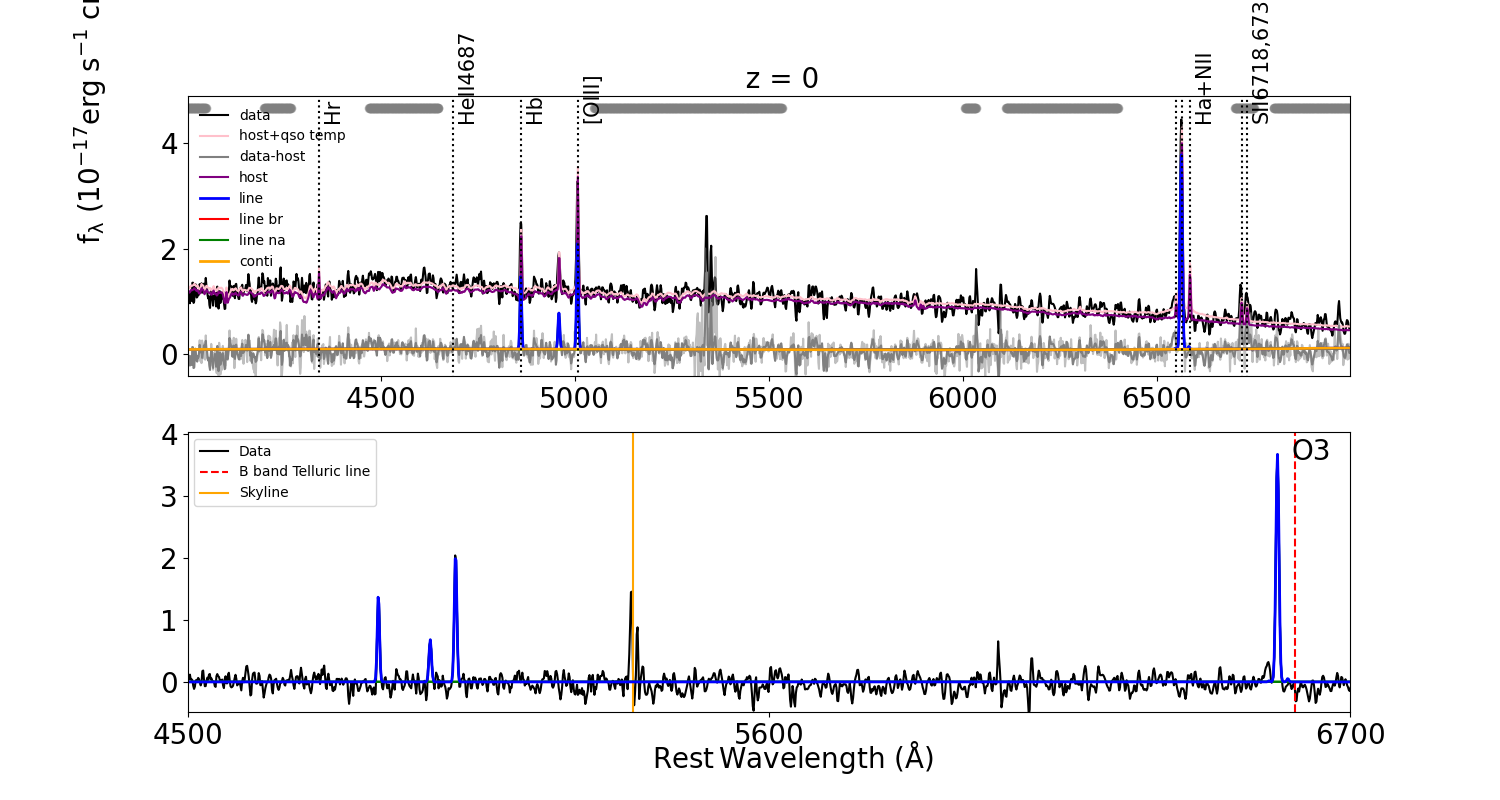 z = 0
f_λ (10^−17 erg s^−1 c
Hr
HeII4687
Hb
[OIII]
Ha+NII
SII6718,673
data
host+qso temp
data-host
host
line
line br
line na
conti
4
2
0
4500
5000
5500
6000
6500
Data
B band Telluric line
Skyline
O3
4
3
2
1
0
4500
5600
6700
Rest Wavelength (Å)